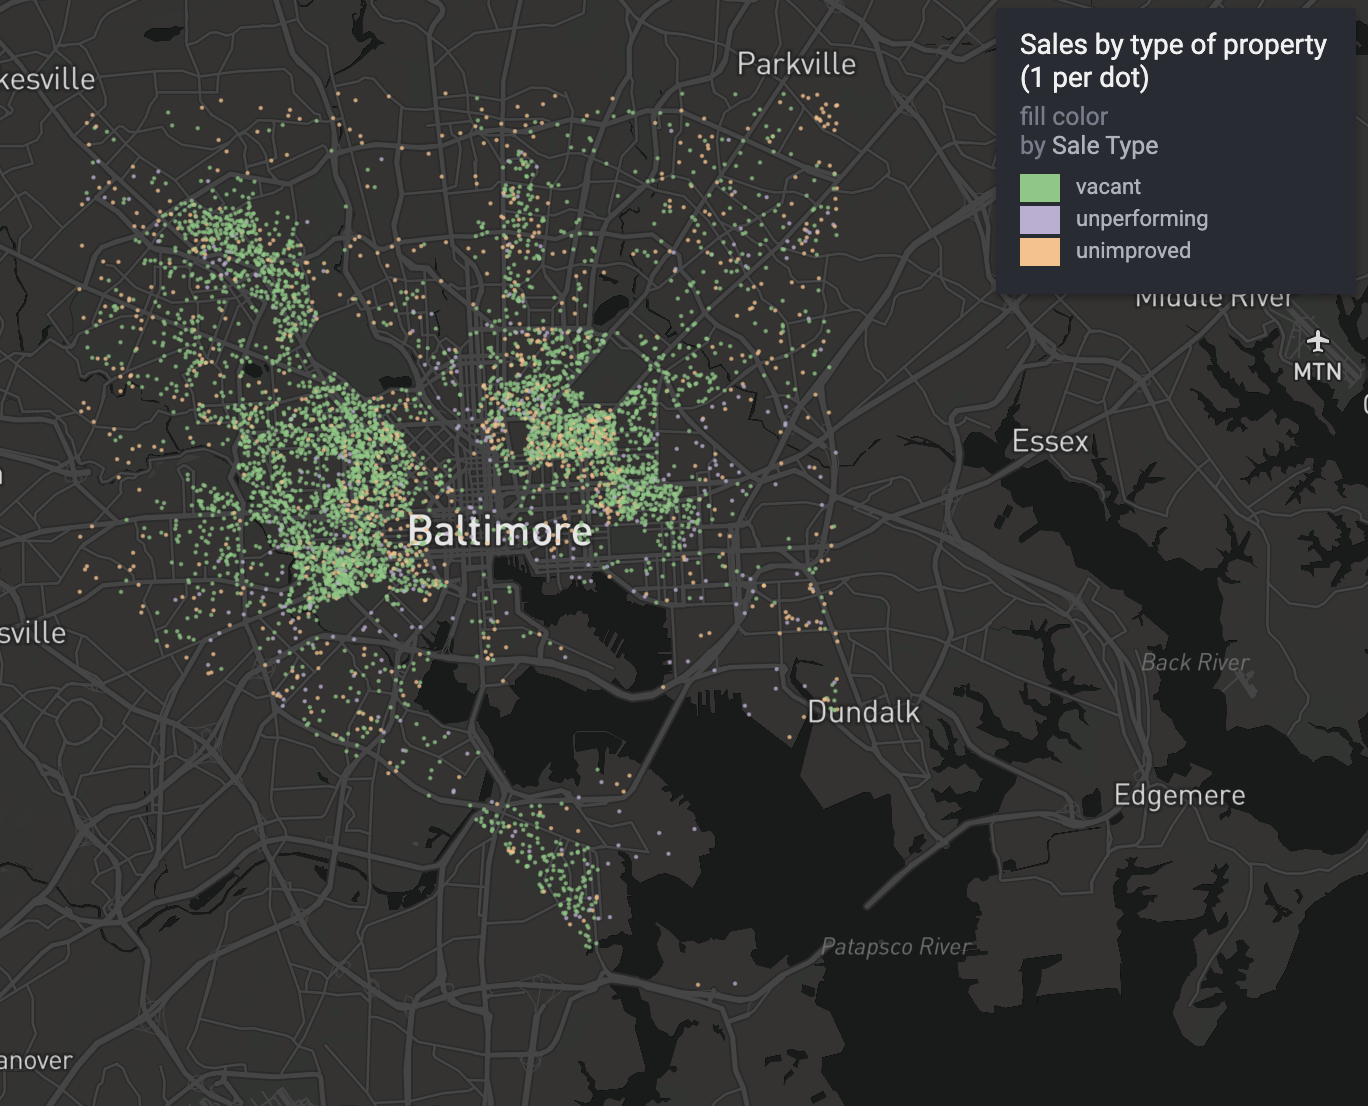 Parkville
kesville
Sales by type of property
(1 per dot)
fill color
by Sale Type
vacant
unperforming
unimproved
Middle River
MTN
Essex
Baltimore
sville
Back River
Dundalk
Edgemere
Patapsco River
anover